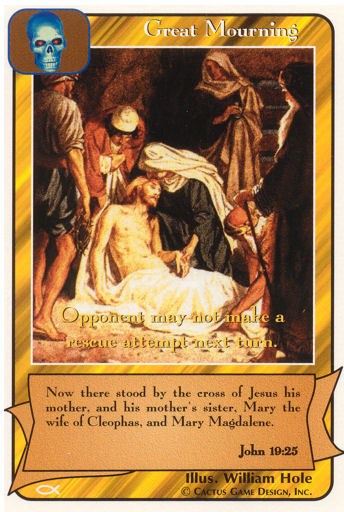 Great Mourning
Opponent may not make a
rescue attempt next turn.
Now there stood by the cross of Jesus his
mother, and his mother's sister, Mary the
wife of Cleophas, and Mary Magdalene.
John 19:25
Illus. William Hole
© Cactus Game Design, Inc.